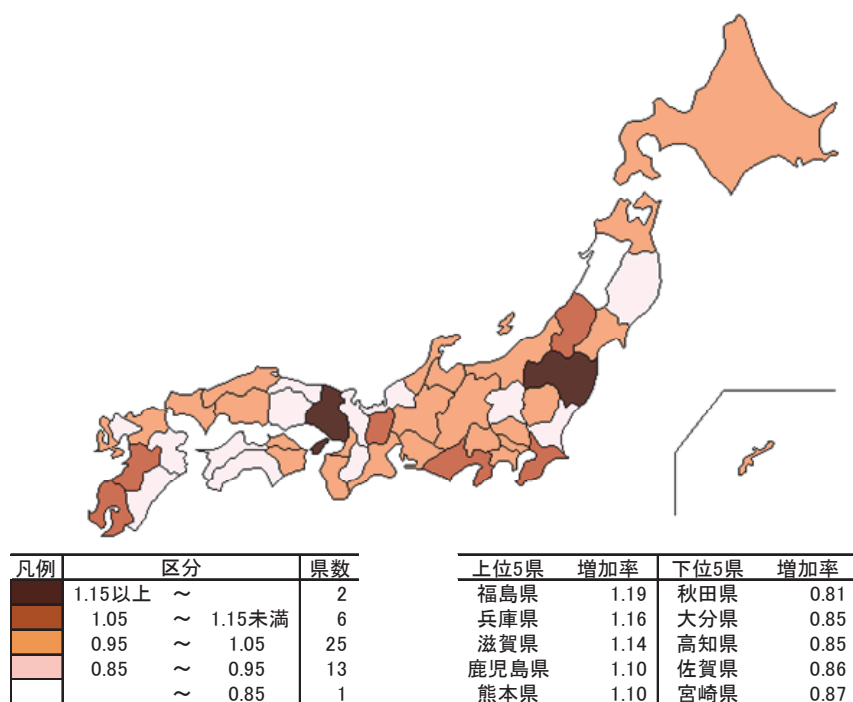 凡例 区分 県数
1.15以上 ～ 2
1.05 ～ 1.15未満 6
0.95 ～ 1.05 25
0.85 ～ 0.95 13
～ 0.85 1
上位5県 増加率 下位5県 増加率
福島県 1.19 秋田県 0.81
兵庫県 1.16 大分県 0.85
滋賀県 1.14 高知県 0.85
鹿児島県 1.10 佐賀県 0.86
熊本県 1.10 宮崎県 0.87